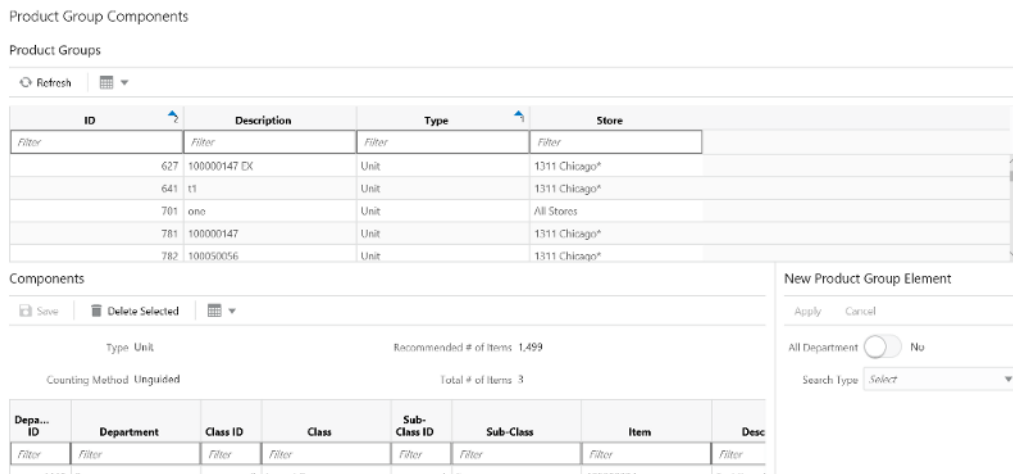 Product Group Components
Product Groups
Refresh
ID 2 Description Type 1 Store
Filter Filter Filter Filter
627 100000147 EX Unit 1311 Chicago*
641 t1 Unit 1311 Chicago*
701 one Unit All Stores
781 100000147 Unit 1311 Chicago*
782 100050056 Unit 1311 Chicago*
Components
New Product Group Element
Save Delete Selected
Apply Cancel
Type Unit Recommended # of Items 1,499
All Department No
Counting Method Unguided Total # of Items 3
Search Type Select
Depa... ID Department Class ID Class Sub-Class ID Sub-Class Item Desc
Filter Filter Filter Filter Filter Filter Filter Filter